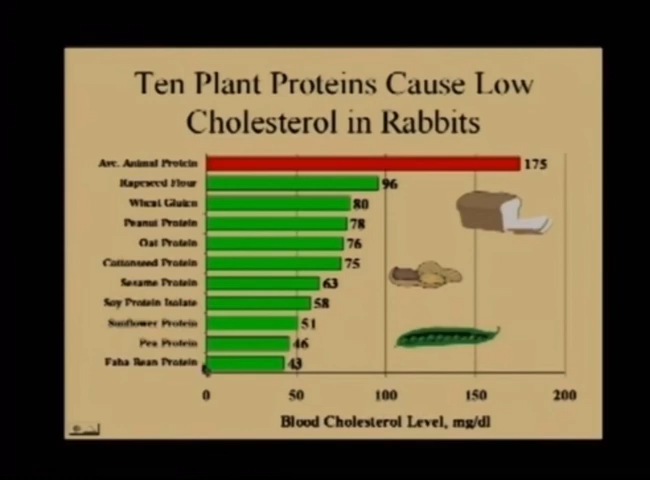 Ten Plant Proteins Cause Low
Cholesterol in Rabbits
Ave. Animal Protein 175
Rapeseed Flour 96
Wheat Gluten 80
Peanut Protein 78
Oat Protein 76
Cottonseed Protein 75
Sesame Protein 63
Soy Protein Isolate 58
Sunflower Protein 51
Pea Protein 46
Faba Bean Protein 43
0 50 100 150 200
Blood Cholesterol Level, mg/dl